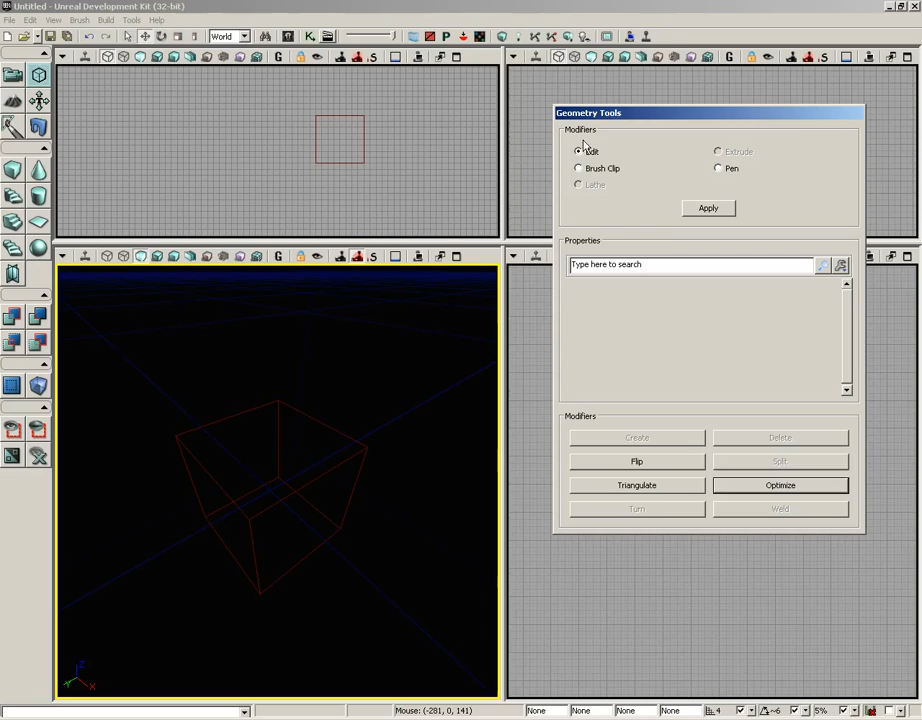 Untitled - Unreal Development Kit (32-bit)
File Edit View Brush Build Tools Help
World
G S
G S
Geometry Tools
Modifiers
Edit
Extrude
Brush Clip
Pen
Lathe
Apply
Properties
Type here to search
Modifiers
Create Delete
Flip Split
Triangulate Optimize
Turn Weld
G S
Z
Y X
Mouse: (-281, 0, 141) None None None None 4 ~6 5%